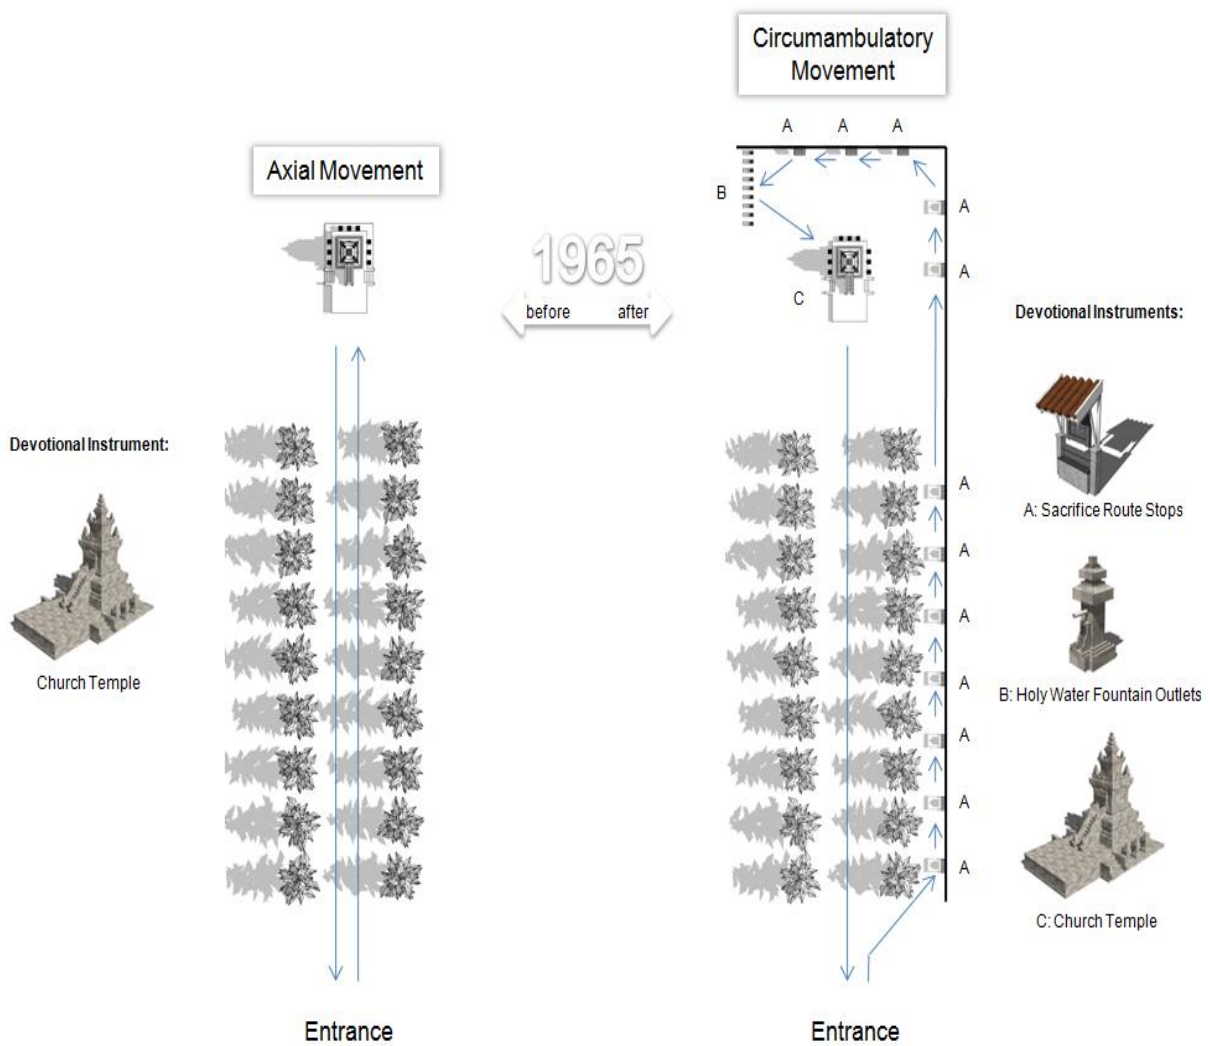 Circumambulatory
Movement
A A A
Axial Movement
B
A
1965
A
C
before after
Devotional Instruments:
Devotional Instrument:
A
A: Sacrifice Route Stops
A
A
Church Temple
A
B: Holy Water Fountain Outlets
A
A
A
C: Church Temple
Entrance
Entrance